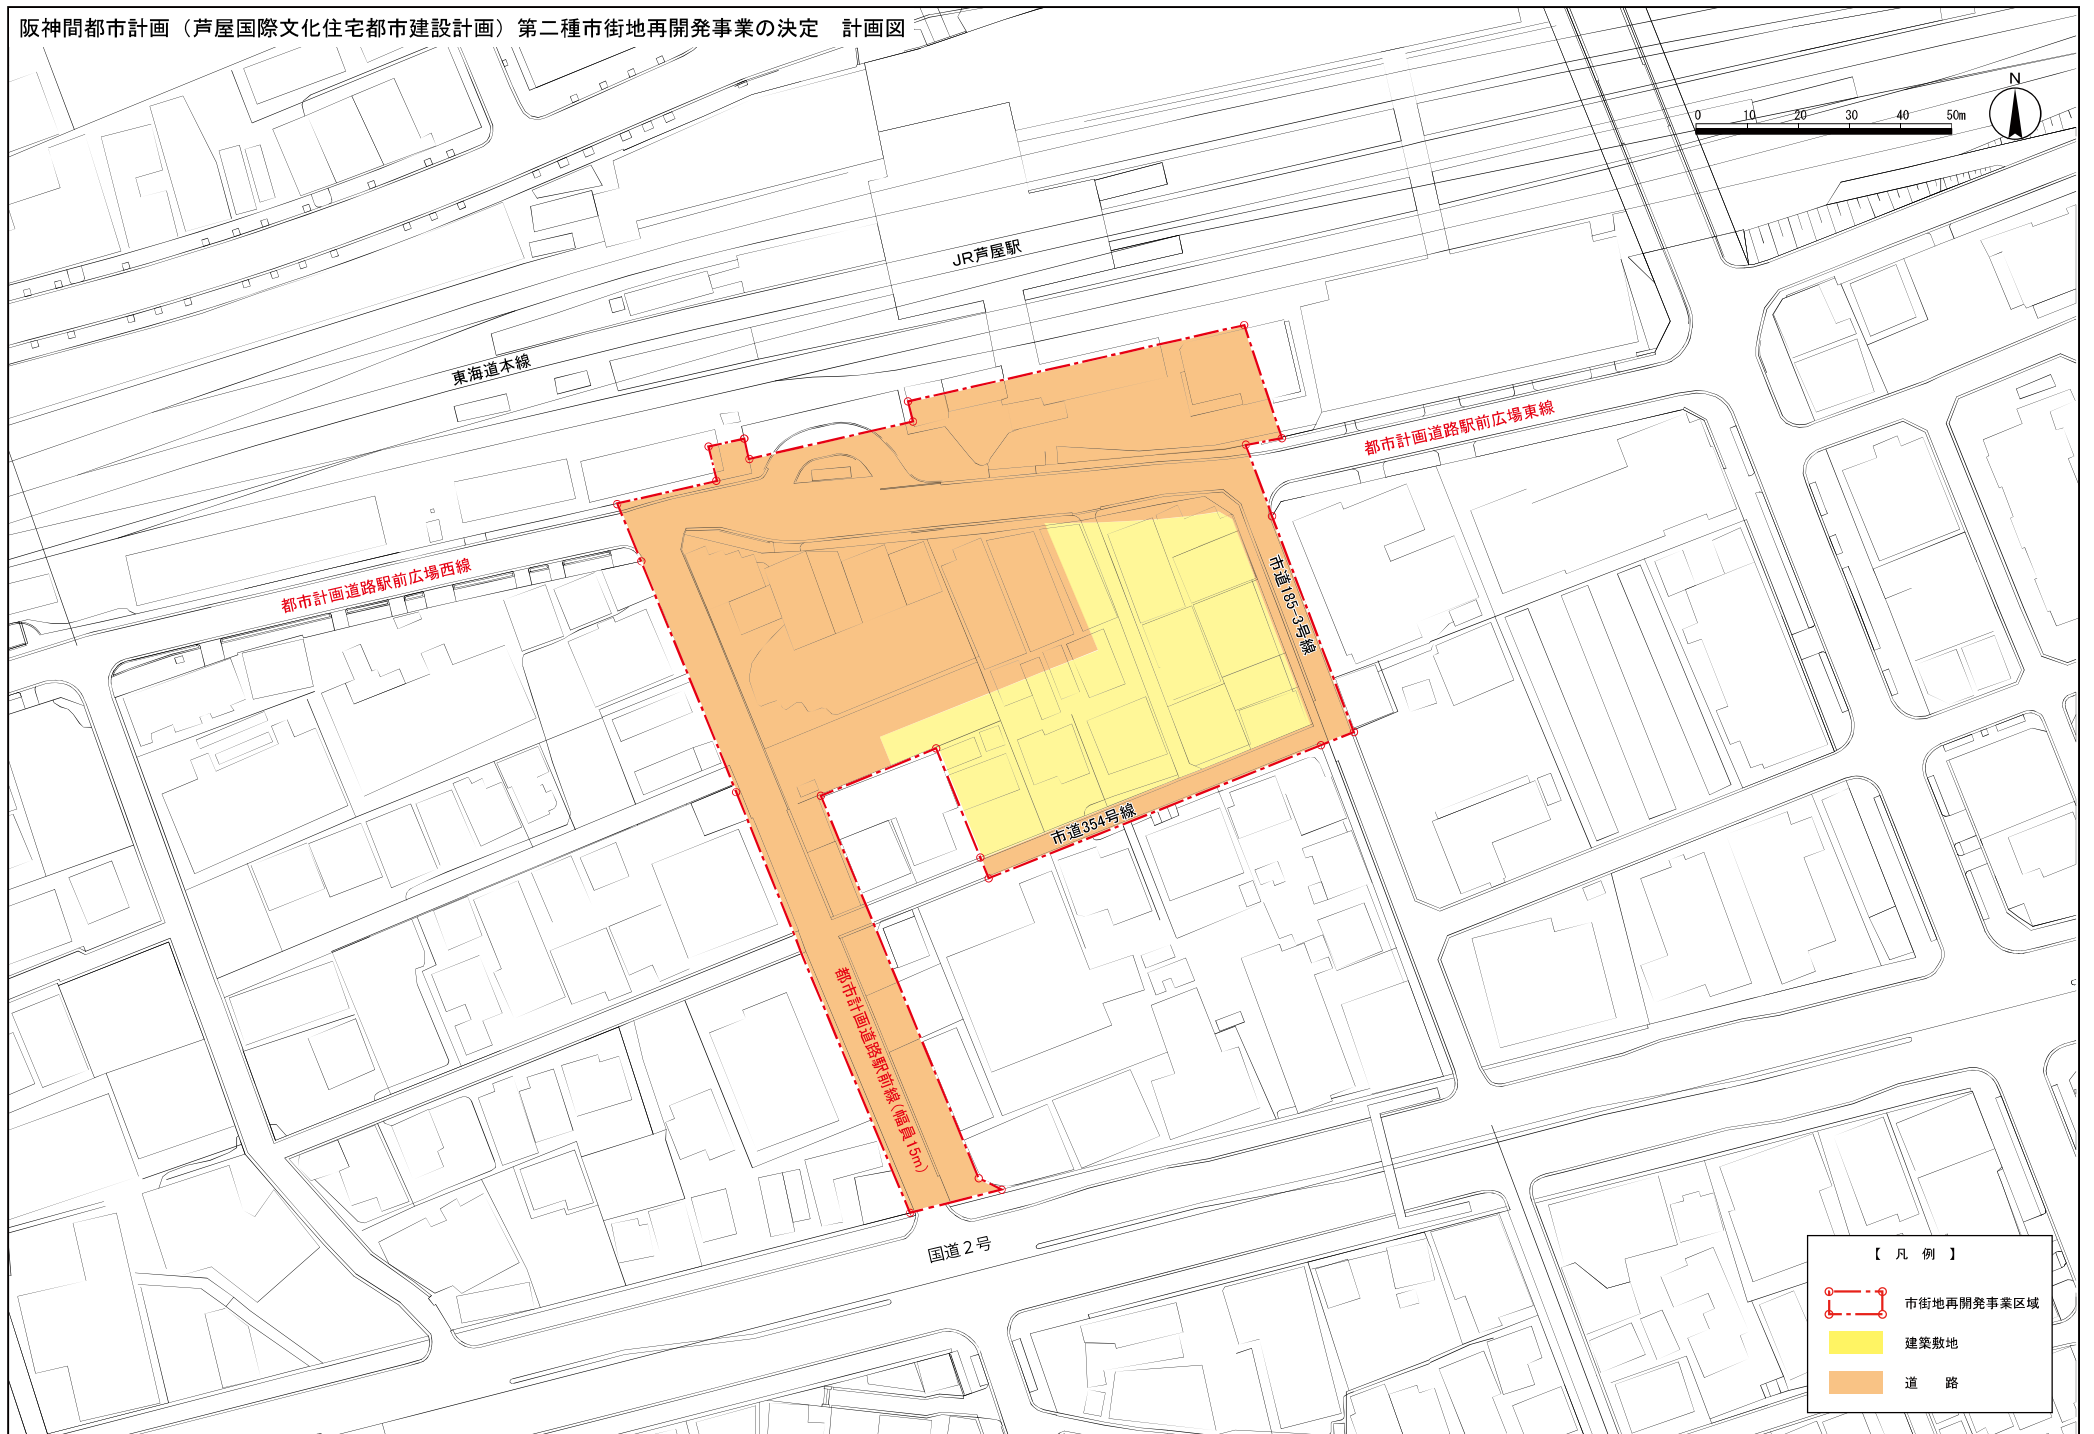 阪神間都市計画（芦屋国際文化住宅都市建設計画）第二種市街地再開発事業の決定　計画図
N
0 10 20 30 40 50m
JR芦屋駅
東海道本線
都市計画道路駅前広場東線
都市計画道路駅前広場西線
市道185-3号線
市道354号線
都市計画道路駅前線（幅員15m）
国道２号
【　凡　例　】
市街地再開発事業区域
建築敷地
道　　路